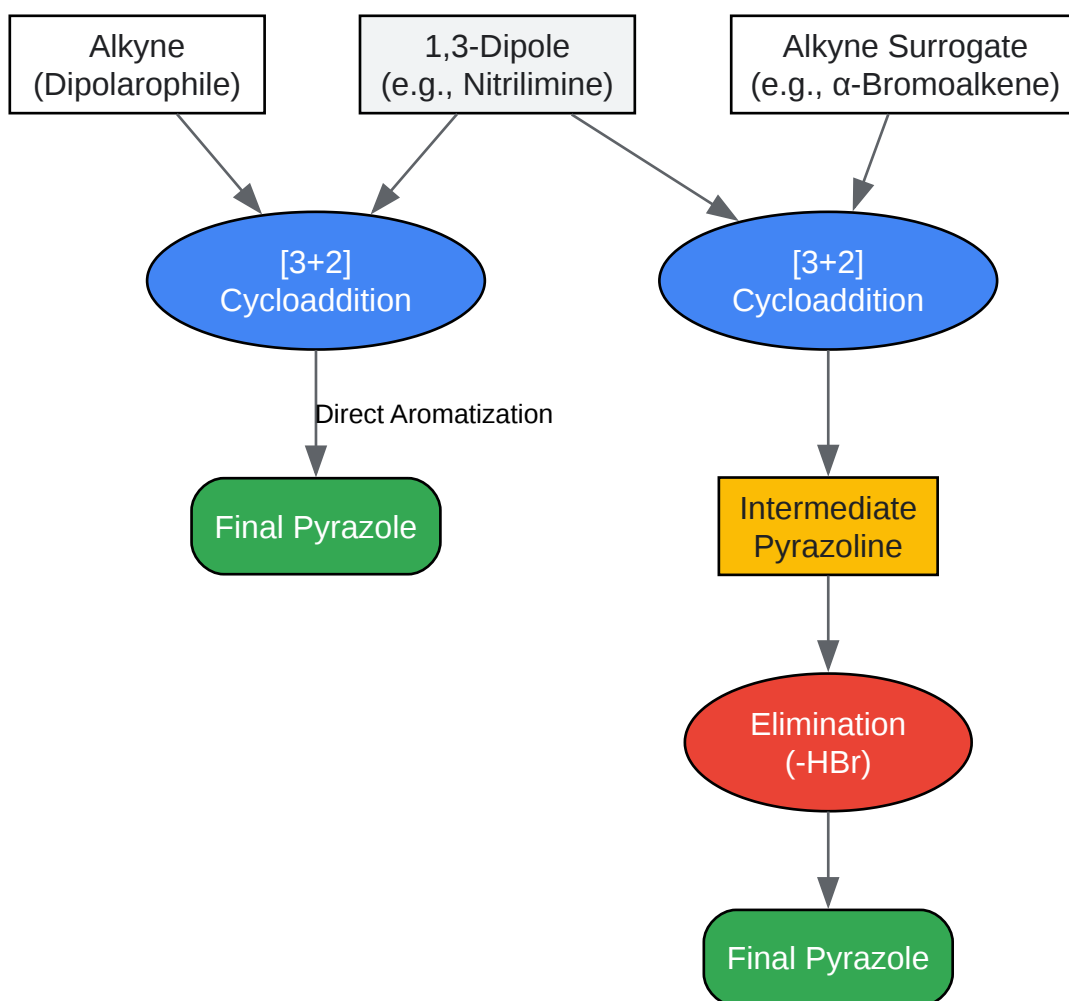 Alkyne
(Dipolarophile)
1,3-Dipole
(e.g., Nitrilimine)
Alkyne Surrogate
(e.g., α-Bromoalkene)
[3+2]
Cycloaddition
[3+2]
Cycloaddition
Direct Aromatization
Final Pyrazole
Intermediate
Pyrazoline
Elimination
(-HBr)
Final Pyrazole